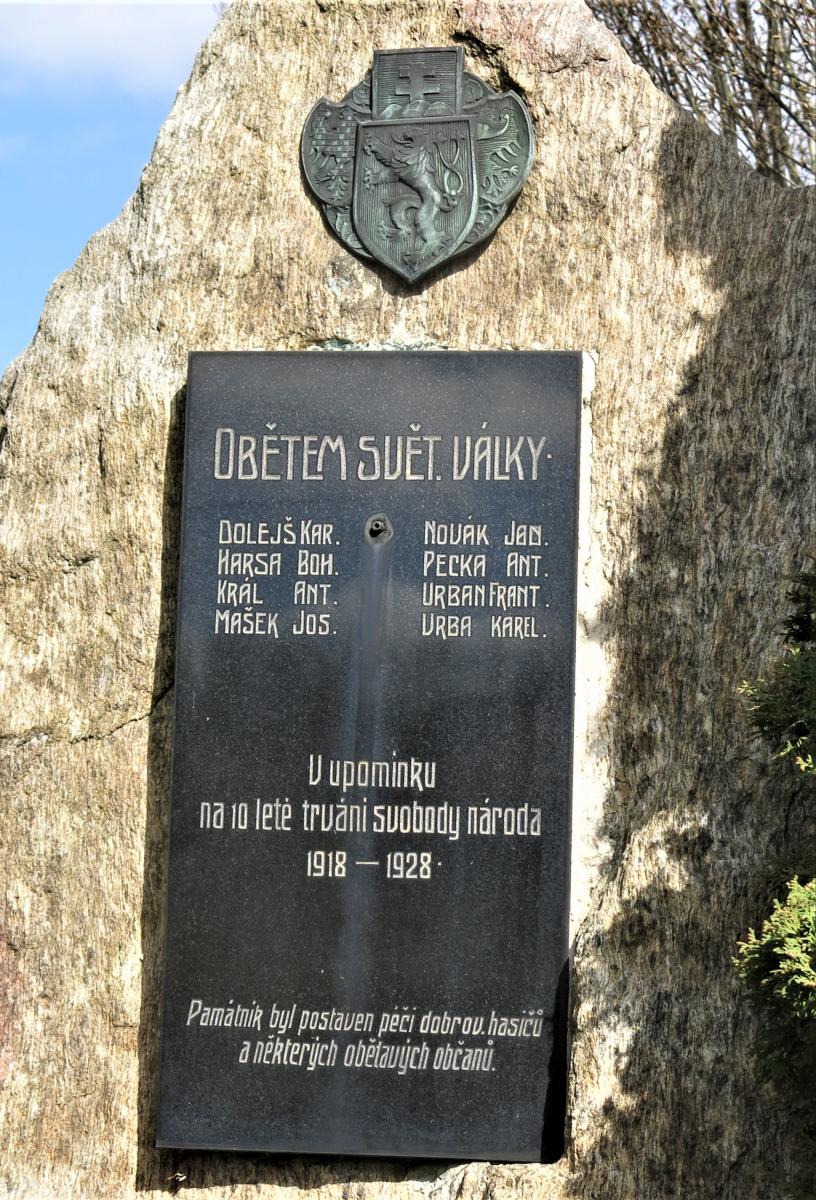 OBĚTEM SVĚT. VÁLKY.
DOLEJŠ KAR.
HARSA BOH.
KRÁL ANT.
MAŠEK JOS.
NOVÁK JAN.
PECKA ANT.
URBAN FRANT.
VRBA KAREL.
V upomínku
na 10 leté trvání svobody národa
1918 — 1928.
Památník byl postaven péčí dobrov. hasičů
a některých obětavých občanů.